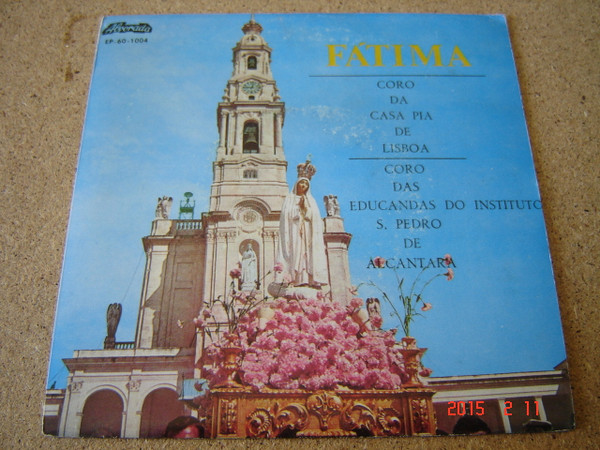 Alvorada
EP-60-1004
FÁTIMA
CORO
DA
CASA PIA
DE
LISBOA
CORO
DAS
EDUCANDAS DO INSTITUTO
S. PEDRO
DE
ALCANTARA
2015 2 11